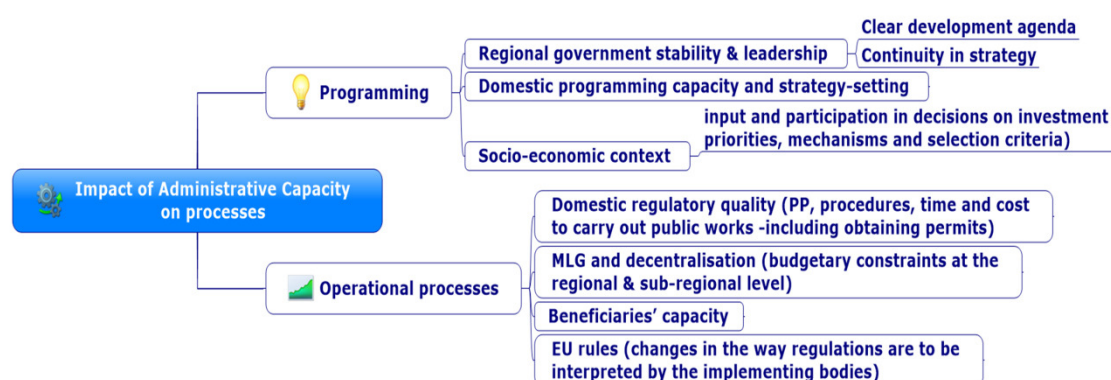 Impact of Administrative Capacity
on processes
Programming
Regional government stability & leadership
Clear development agenda
Continuity in strategy
Domestic programming capacity and strategy-setting
Socio-economic context
input and participation in decisions on investment
priorities, mechanisms and selection criteria)
Operational processes
Domestic regulatory quality (PP, procedures, time and cost
to carry out public works -including obtaining permits)
MLG and decentralisation (budgetary constraints at the
regional & sub-regional level)
Beneficiaries’ capacity
EU rules (changes in the way regulations are to be
interpreted by the implementing bodies)